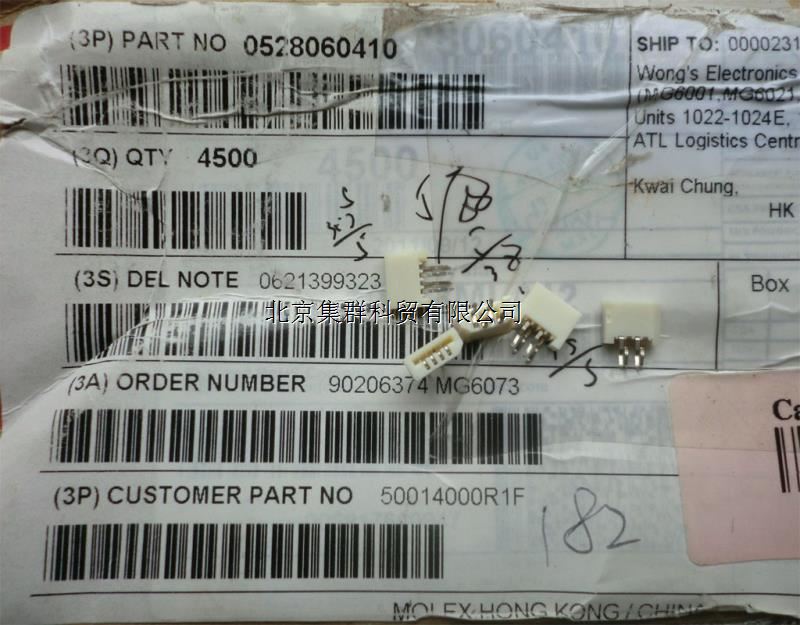 (3P) PART NO 0528060410
SHIP TO: 0000231
Wong's Electronics
(MG6001,MG6021,
Units 1022-1024E,
ATL Logistics Centr
Kwai Chung,
HK
(3Q) QTY 4500
(3S) DEL NOTE 0621399323
Box
北京集群科贸有限公司
(3A) ORDER NUMBER 90206374 MG6073
Ca
(3P) CUSTOMER PART NO 50014000R1F
182
MOLEX HONG KONG / CHINA